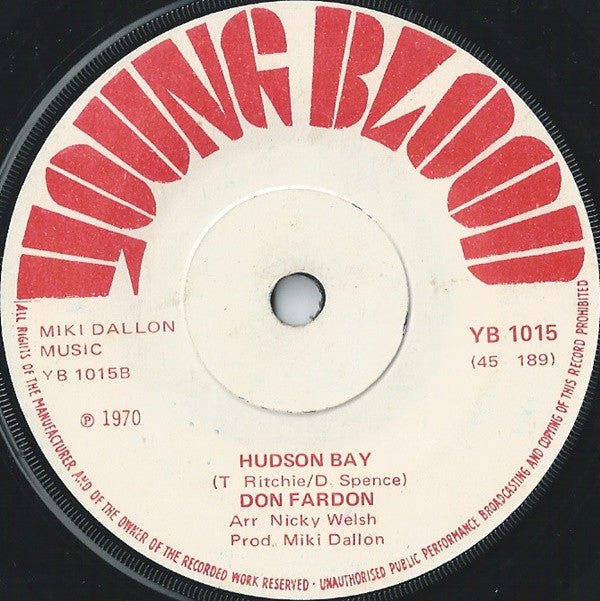 YOUNG BLOOD
MIKI DALLON
MUSIC
YB 1015B
℗ 1970
YB 1015
(45 189)
HUDSON BAY
(T Ritchie/D. Spence)
DON FARDON
Arr Nicky Welsh
Prod. Miki Dallon
ALL RIGHTS OF THE MANUFACTURER AND OF THE OWNER OF THE RECORDED WORK RESERVED - UNAUTHORISED PUBLIC PERFORMANCE BROADCASTING AND COPYING OF THIS RECORD PROHIBITED